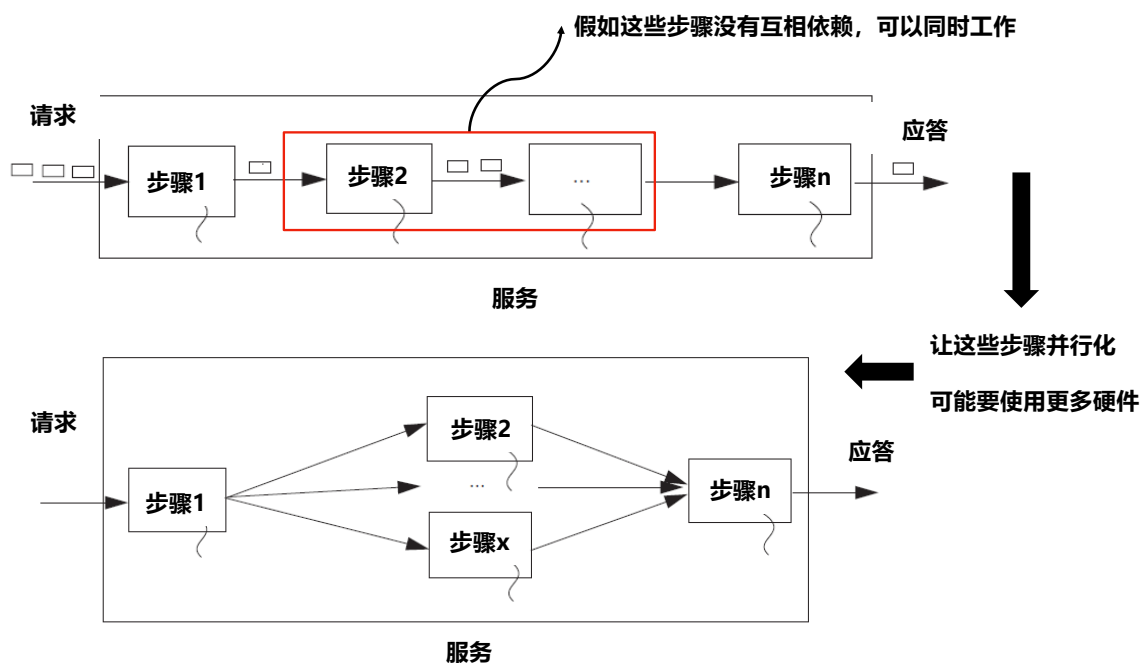 假如这些步骤没有互相依赖，可以同时工作
请求
应答
步骤1
步骤2
...
步骤n
服务
让这些步骤并行化
可能要使用更多硬件
请求
步骤2
应答
步骤1
...
步骤n
步骤x
服务